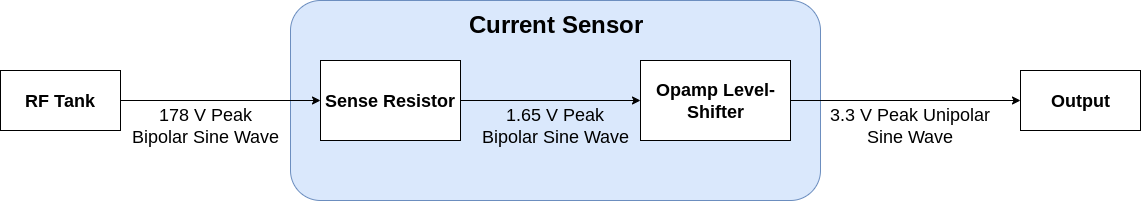 Current Sensor
RF Tank
178 V Peak
Bipolar Sine Wave
Sense Resistor
1.65 V Peak
Bipolar Sine Wave
Opamp Level-
Shifter
3.3 V Peak Unipolar
Sine Wave
Output